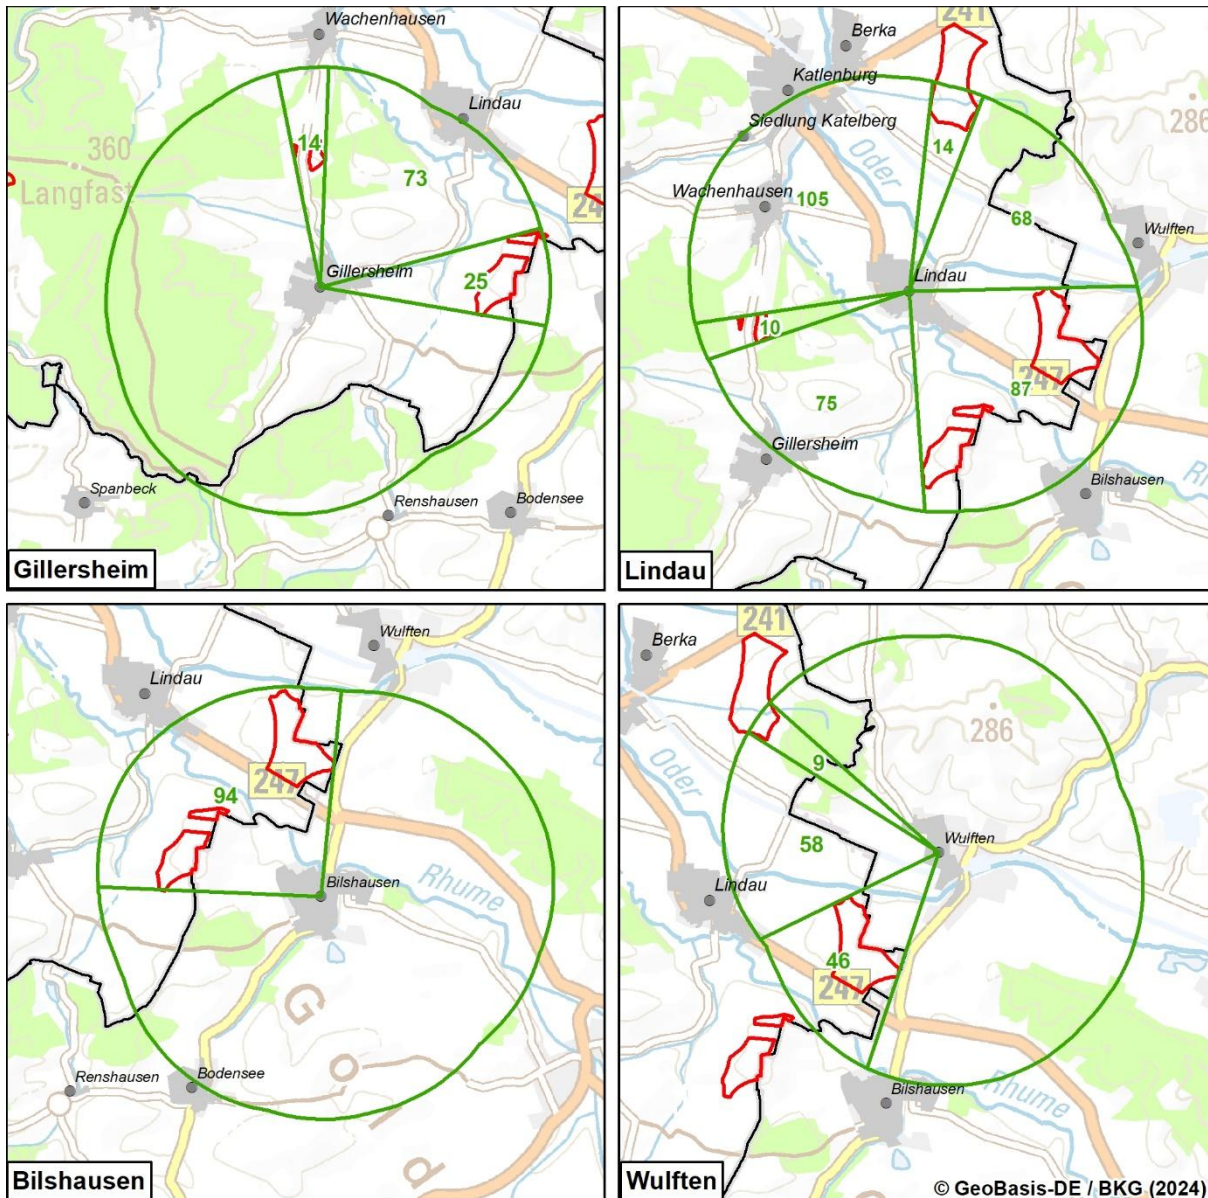 Wachenhausen
Lindau
14
360
Langfast
73
24
Gillersheim
25
Spanbeck
Renshausen
Bodensee
Gillersheim
241
Berka
Katlenburg
Siedlung Katelberg
286
14
Oder
Wachenhausen
105
68
Wulften
Lindau
10
247
87
75
Gillersheim
Bilshausen
Rh
Lindau
Wulften
Lindau
247
94
Bilshausen
Rhume
G
o
l
d
Renshausen
Bodensee
Bilshausen
241
Berka
286
9
Oder
58
Wulften
Lindau
46
247
Bilshausen
Rhume
Wulften
© GeoBasis-DE / BKG (2024)